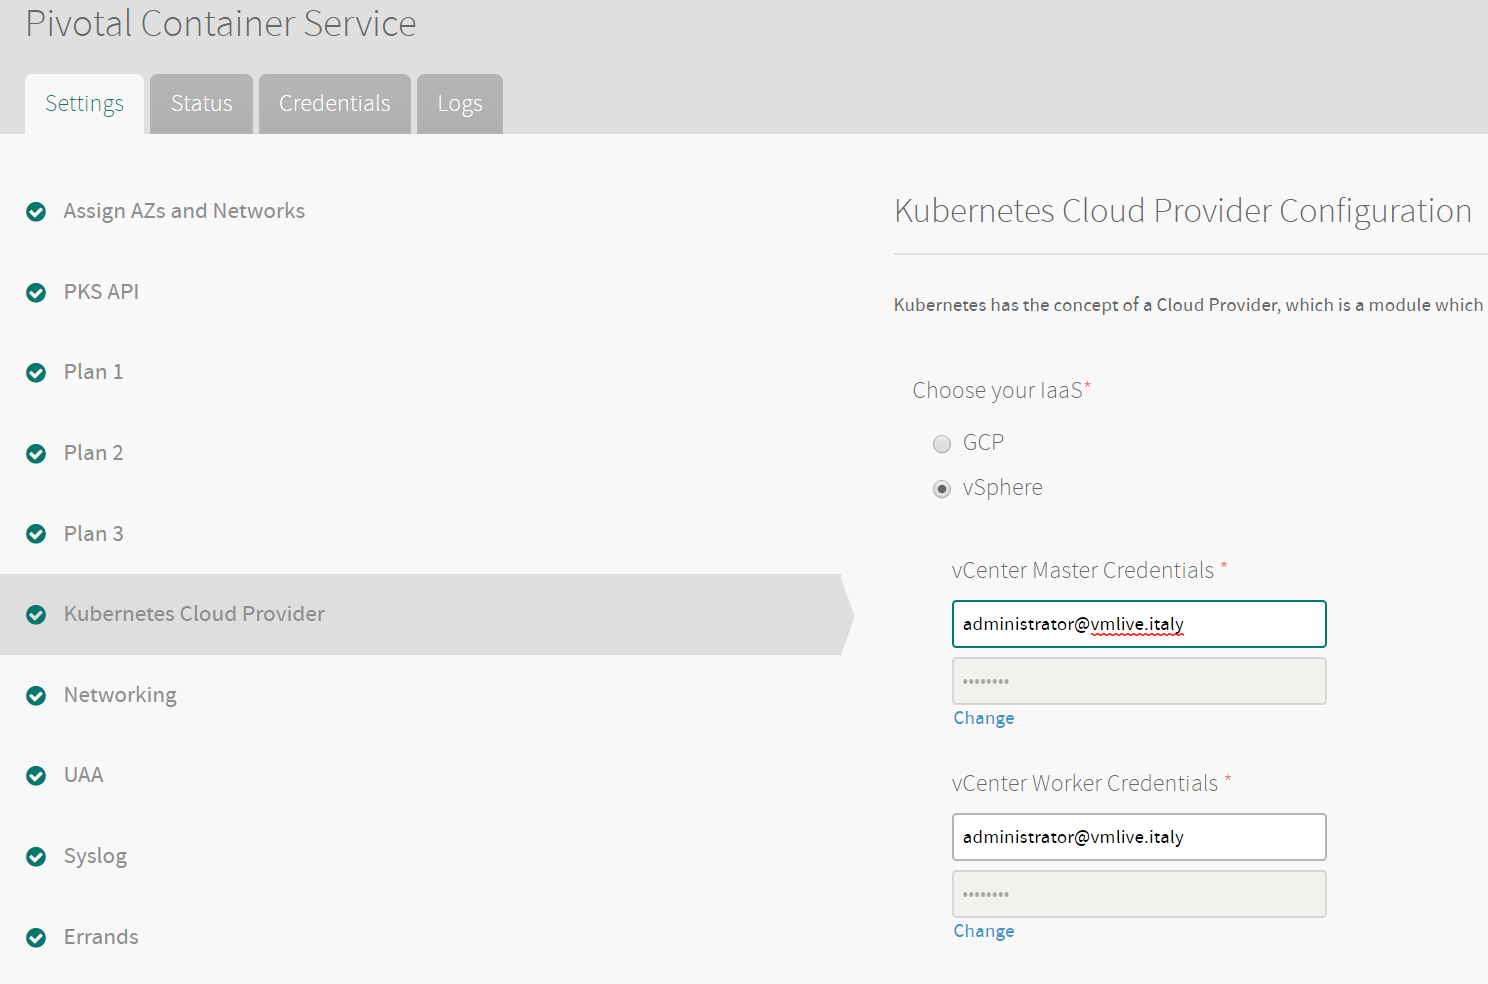 Pivotal Container Service
Settings
Status
Credentials
Logs
Assign AZs and Networks
PKS API
Plan 1
Plan 2
Plan 3
Kubernetes Cloud Provider
Networking
UAA
Syslog
Errands
Kubernetes Cloud Provider Configuration
Kubernetes has the concept of a Cloud Provider, which is a module which
Choose your IaaS*
GCP
vSphere
vCenter Master Credentials *
administrator@vmlive.italy
••••••••
Change
vCenter Worker Credentials *
administrator@vmlive.italy
••••••••
Change